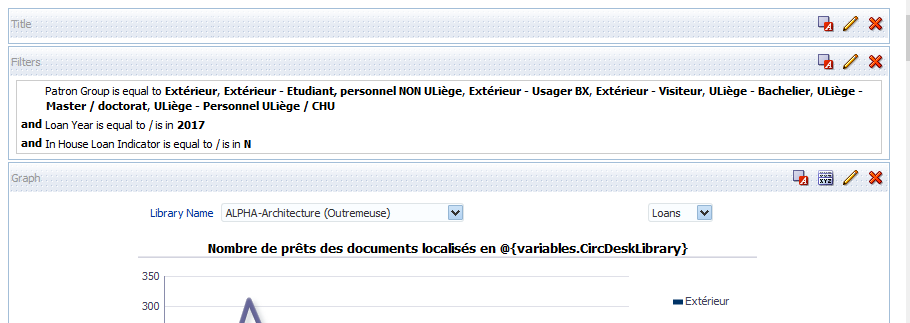 Title
Filters
Patron Group is equal to Extérieur, Extérieur - Etudiant, personnel NON ULiège, Extérieur - Usager BX, Extérieur - Visiteur, ULiège - Bachelier, ULiège -
Master / doctorat, ULiège - Personnel ULiège / CHU
and Loan Year is equal to / is in 2017
and In House Loan Indicator is equal to / is in N
Graph
Library Name ALPHA-Architecture (Outremeuse) Loans
Nombre de prêts des documents localisés en @{variables.CircDeskLibrary}
350
Extérieur
300